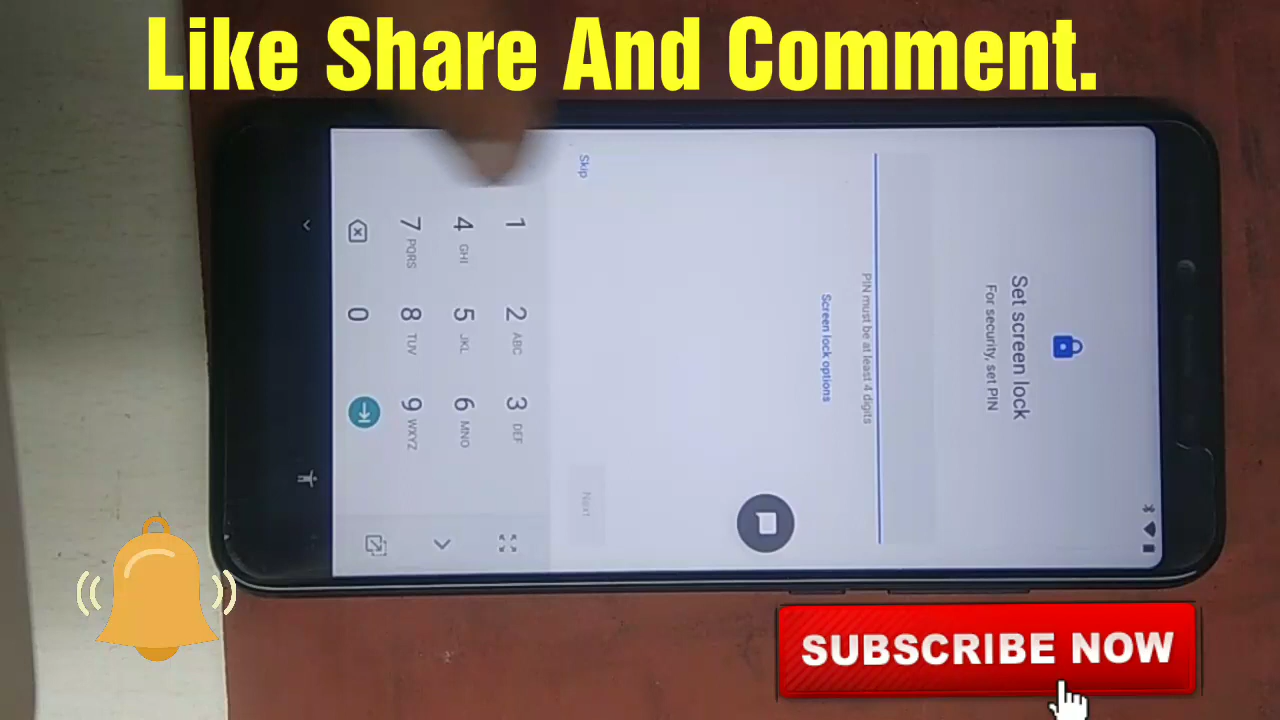 Like Share And Comment.
Set screen lock
For security, set PIN
PIN must be at least 4 digits
Screen lock options
Skip
Next
1
2 ABC
3 DEF
4 GHI
5 JKL
6 MNO
7 PQRS
8 TUV
9 WXYZ
0
SUBSCRIBE NOW